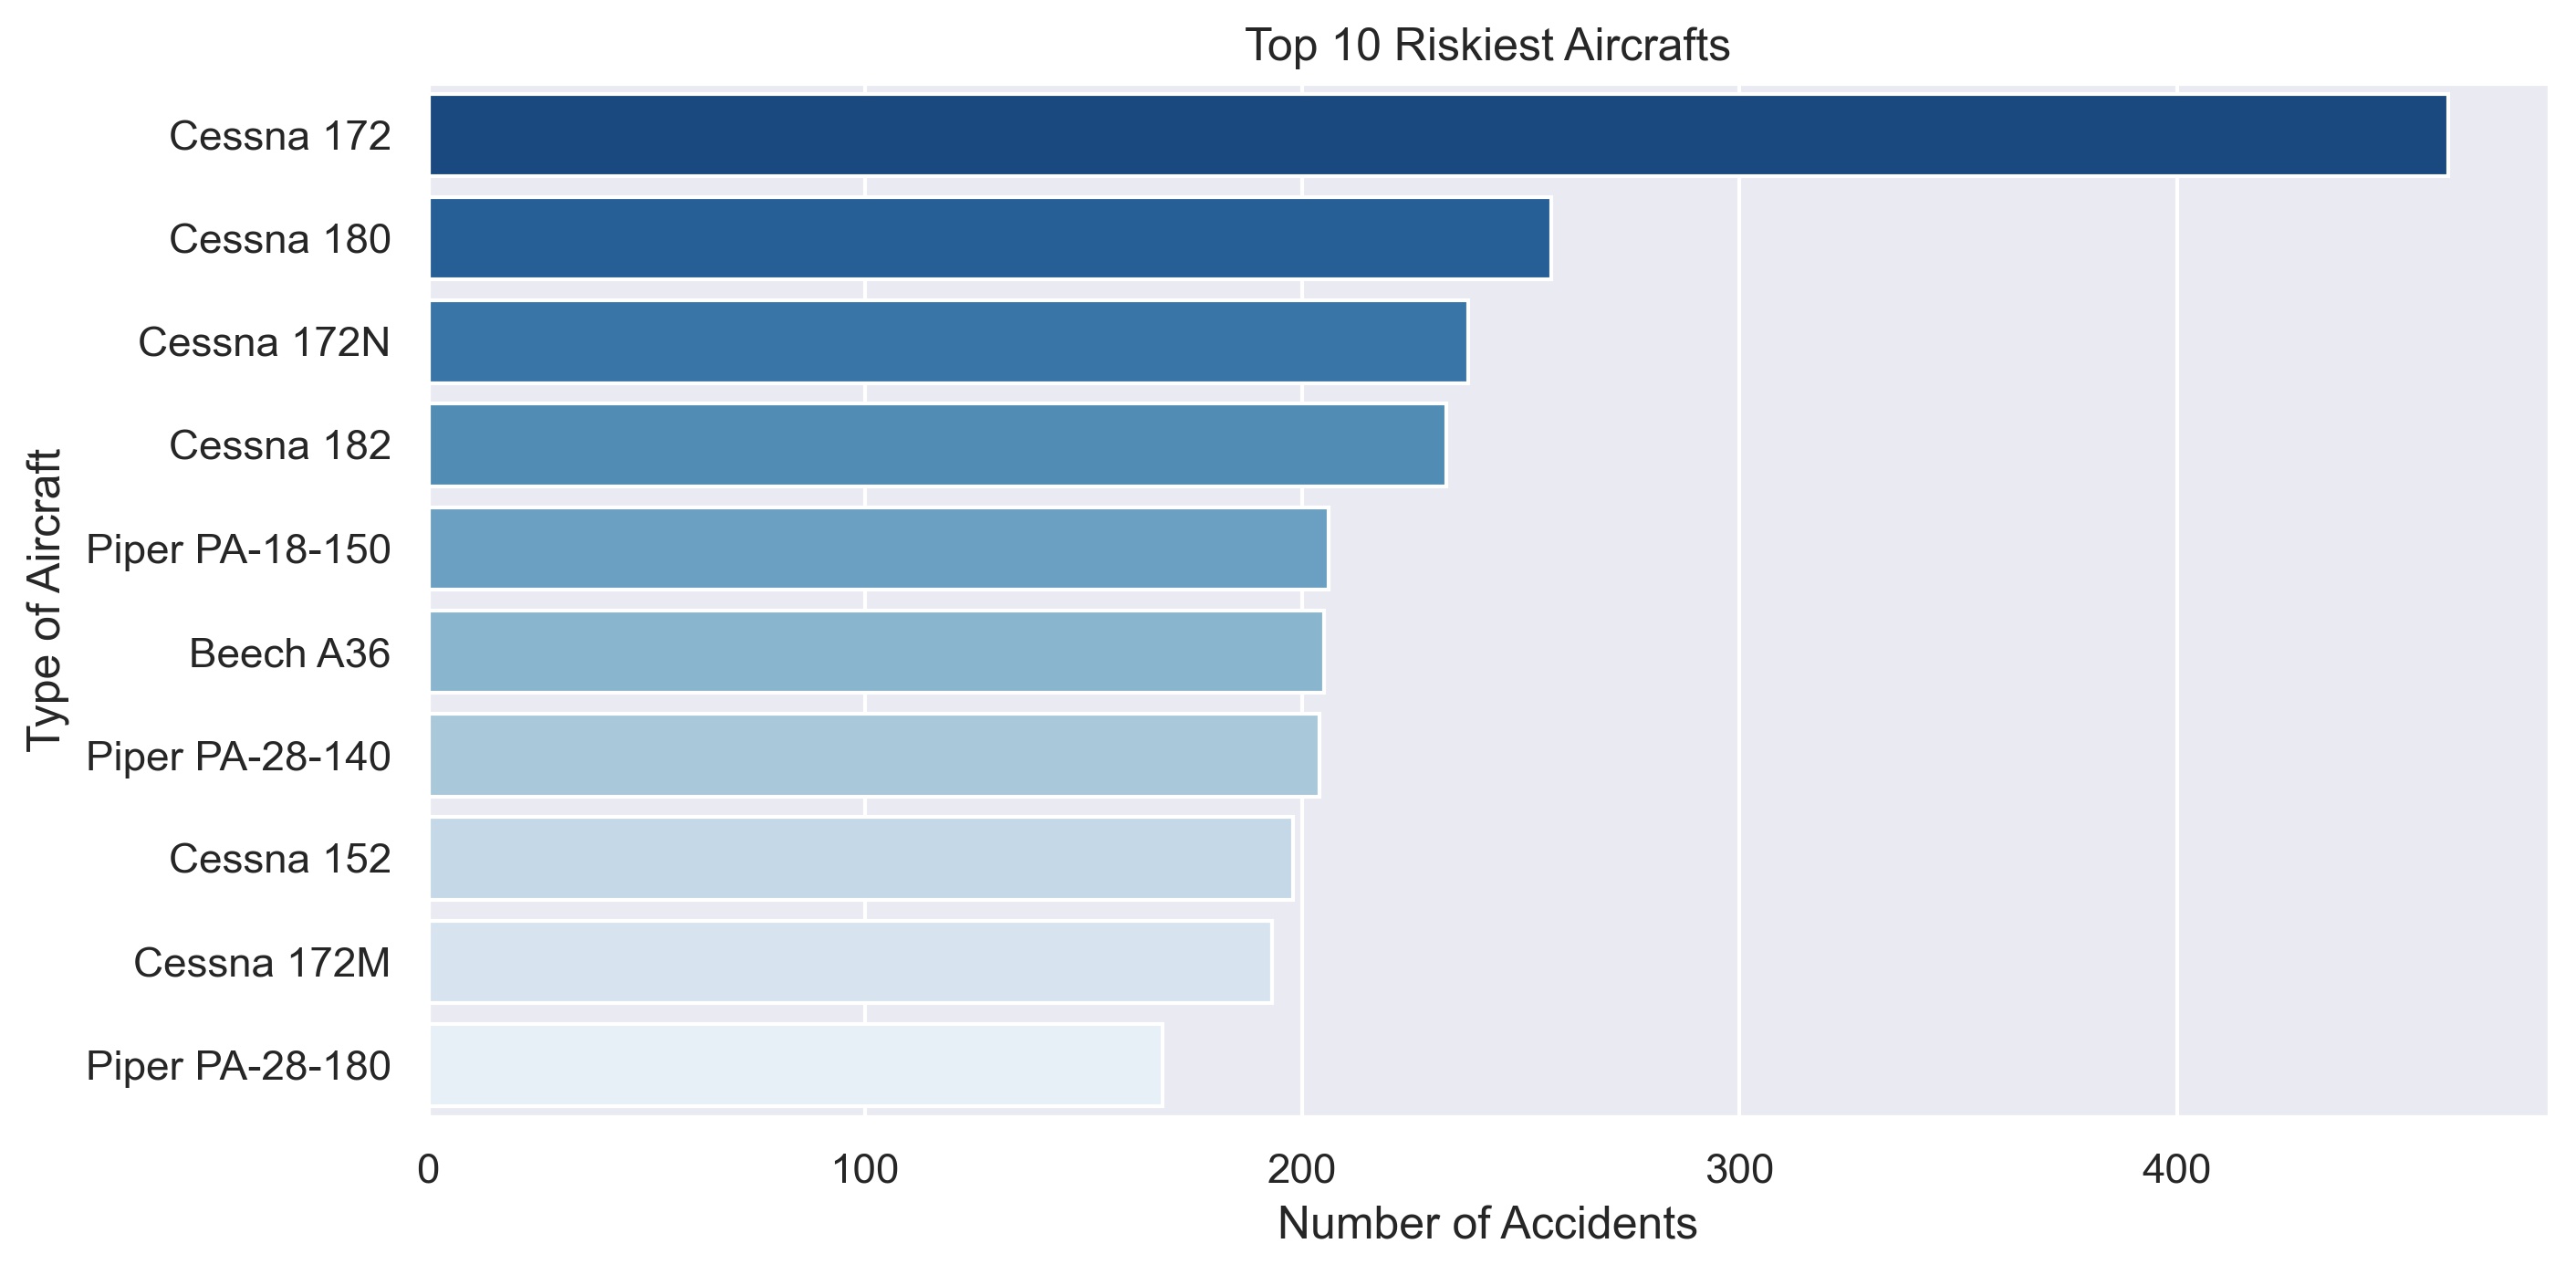 Top 10 Riskiest Aircrafts
Type of Aircraft
Cessna 172
Cessna 180
Cessna 172N
Cessna 182
Piper PA-18-150
Beech A36
Piper PA-28-140
Cessna 152
Cessna 172M
Piper PA-28-180
0 100 200 300 400
Number of Accidents